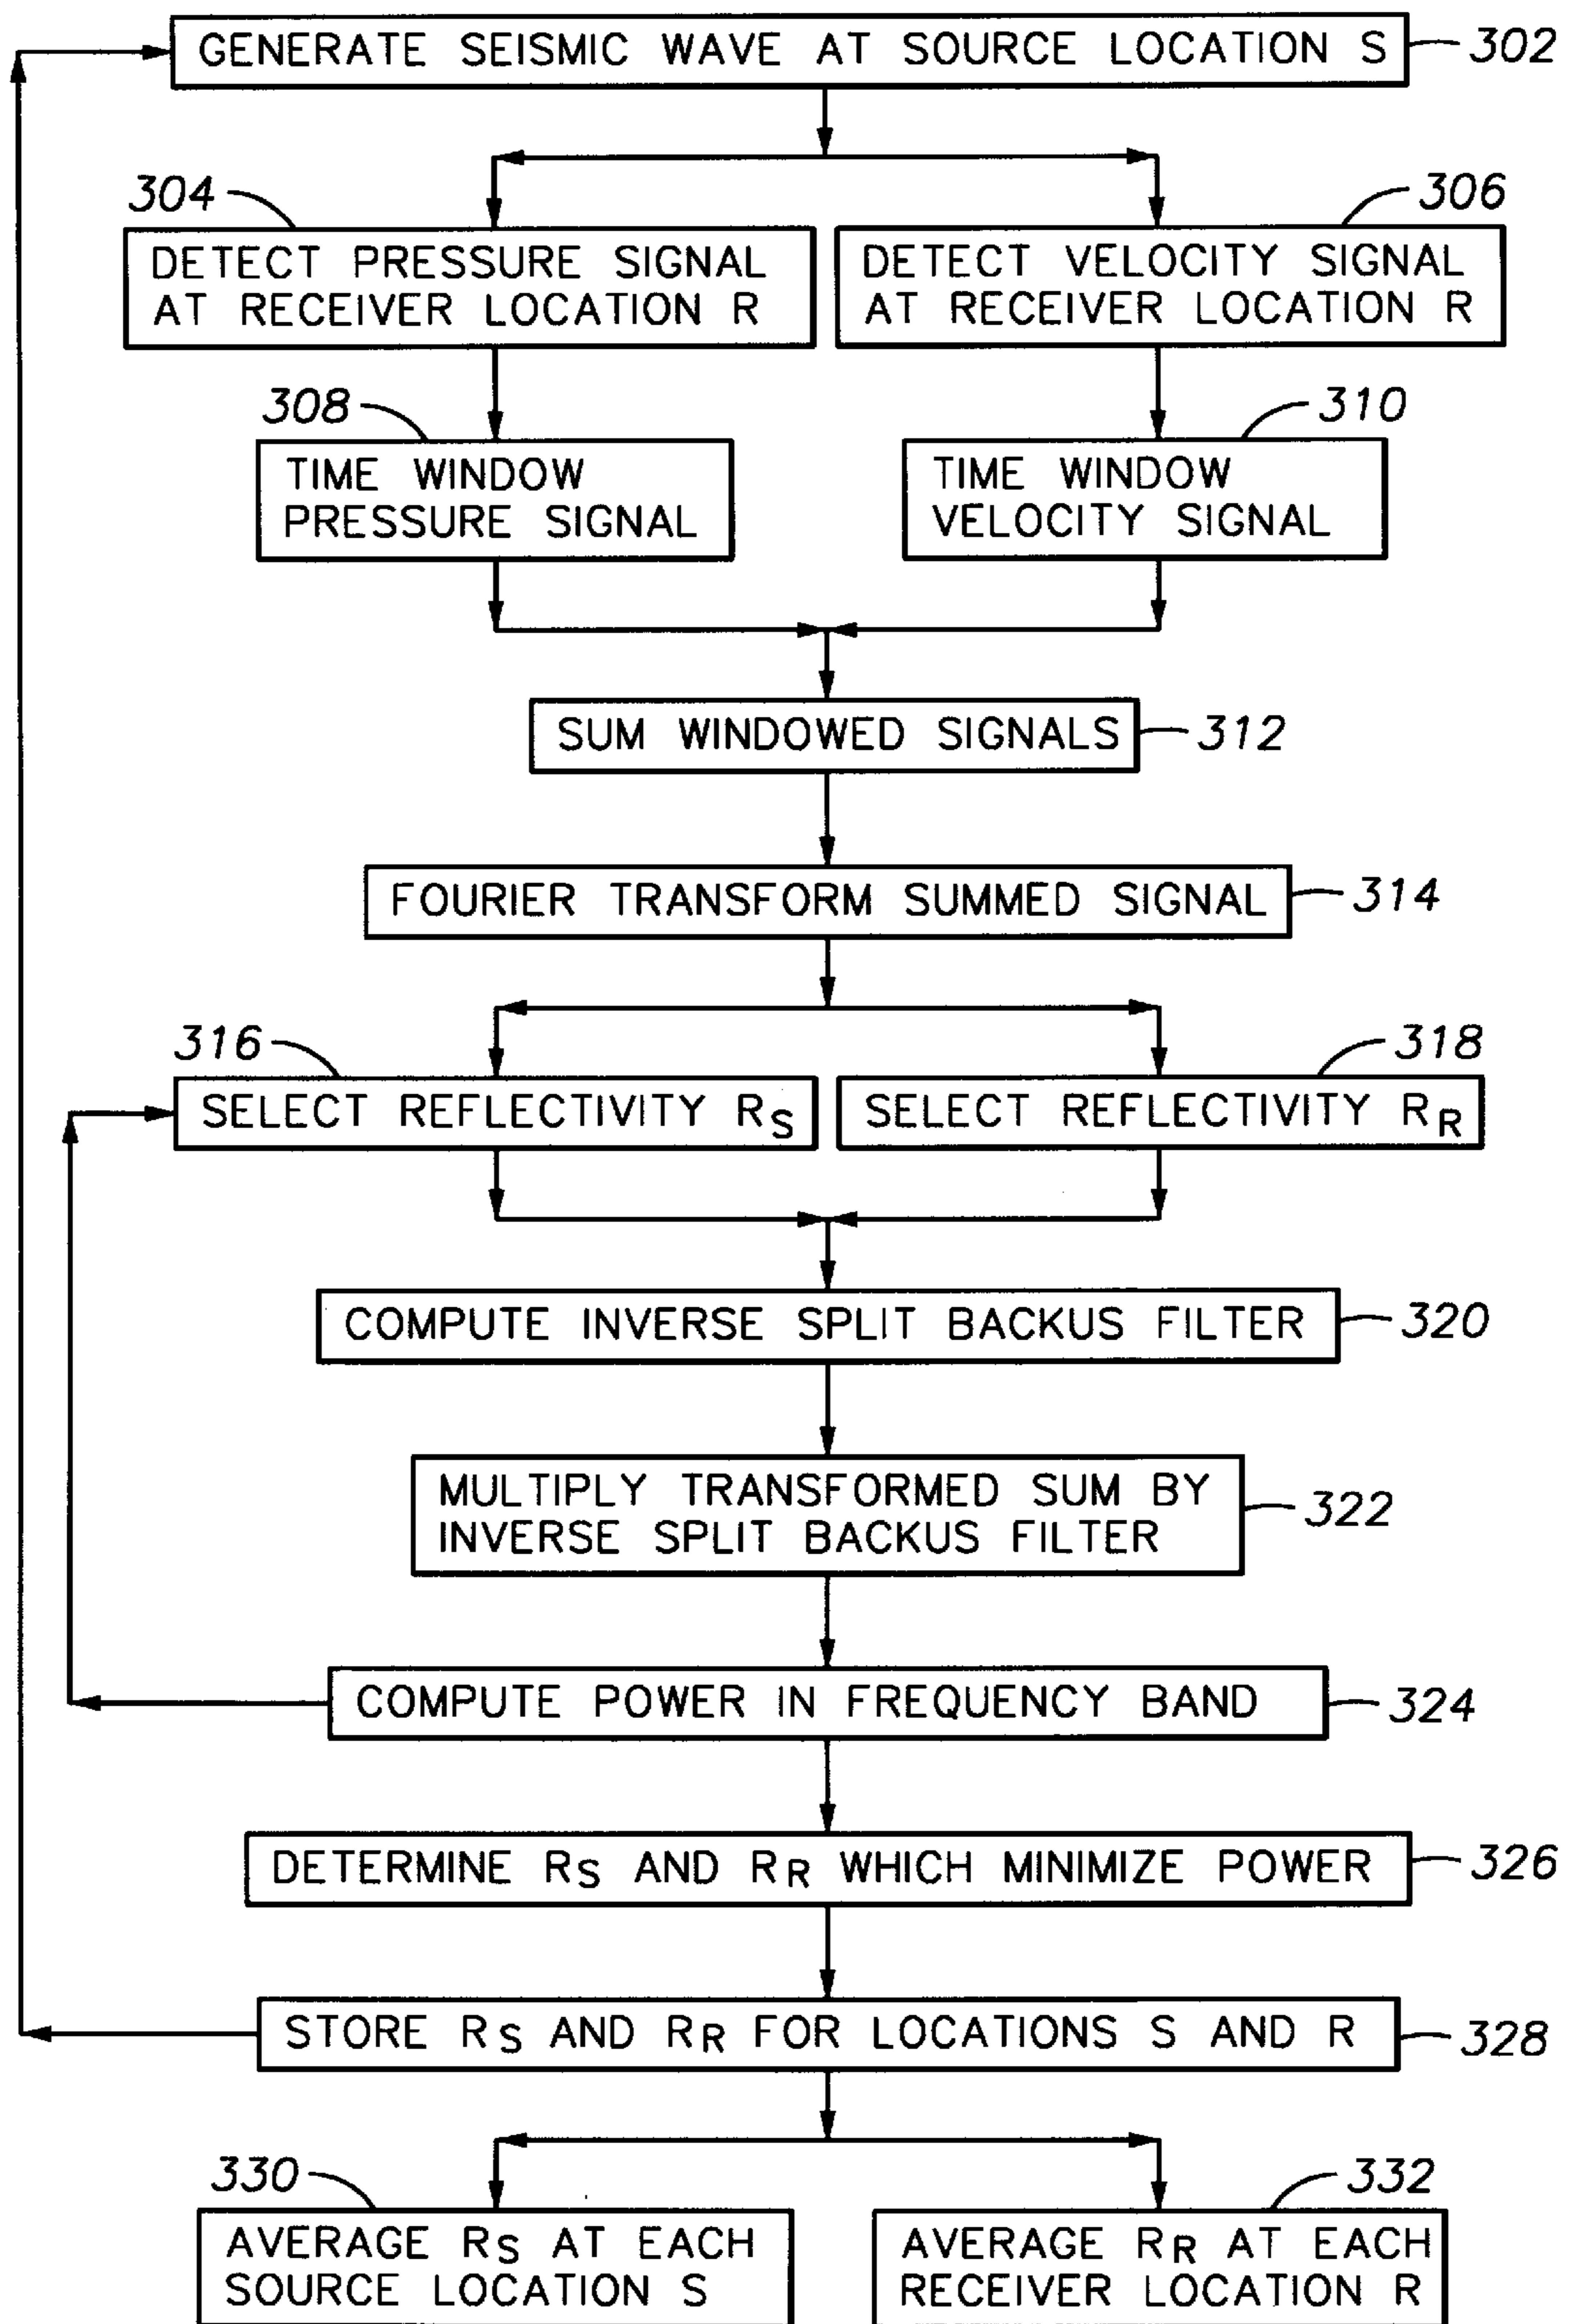 GENERATE SEISMIC WAVE AT SOURCE LOCATION S
302
304
306
DETECT PRESSURE SIGNAL
AT RECEIVER LOCATION R
DETECT VELOCITY SIGNAL
AT RECEIVER LOCATION R
308
310
TIME WINDOW
PRESSURE SIGNAL
TIME WINDOW
VELOCITY SIGNAL
SUM WINDOWED SIGNALS
312
FOURIER TRANSFORM SUMMED SIGNAL
314
316
318
SELECT REFLECTIVITY RS
SELECT REFLECTIVITY RR
COMPUTE INVERSE SPLIT BACKUS FILTER
320
MULTIPLY TRANSFORMED SUM BY
INVERSE SPLIT BACKUS FILTER
322
COMPUTE POWER IN FREQUENCY BAND
324
DETERMINE RS AND RR WHICH MINIMIZE POWER
326
STORE RS AND RR FOR LOCATIONS S AND R
328
330
332
AVERAGE RS AT EACH
SOURCE LOCATION S
AVERAGE RR AT EACH
RECEIVER LOCATION R